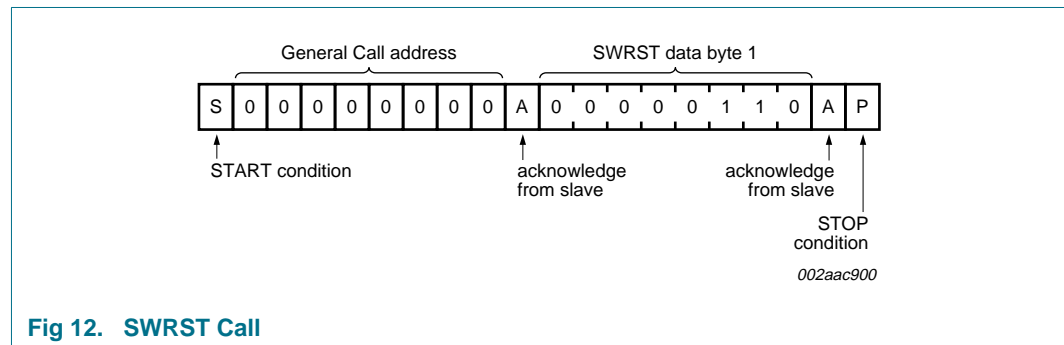 General Call address SWRST data byte 1
S 0 0 0 0 0 0 0 0 A 0 0 0 0 0 1 1 0 A P
START condition
acknowledge
from slave
acknowledge
from slave
STOP
condition
002aac900
Fig 12. SWRST Call